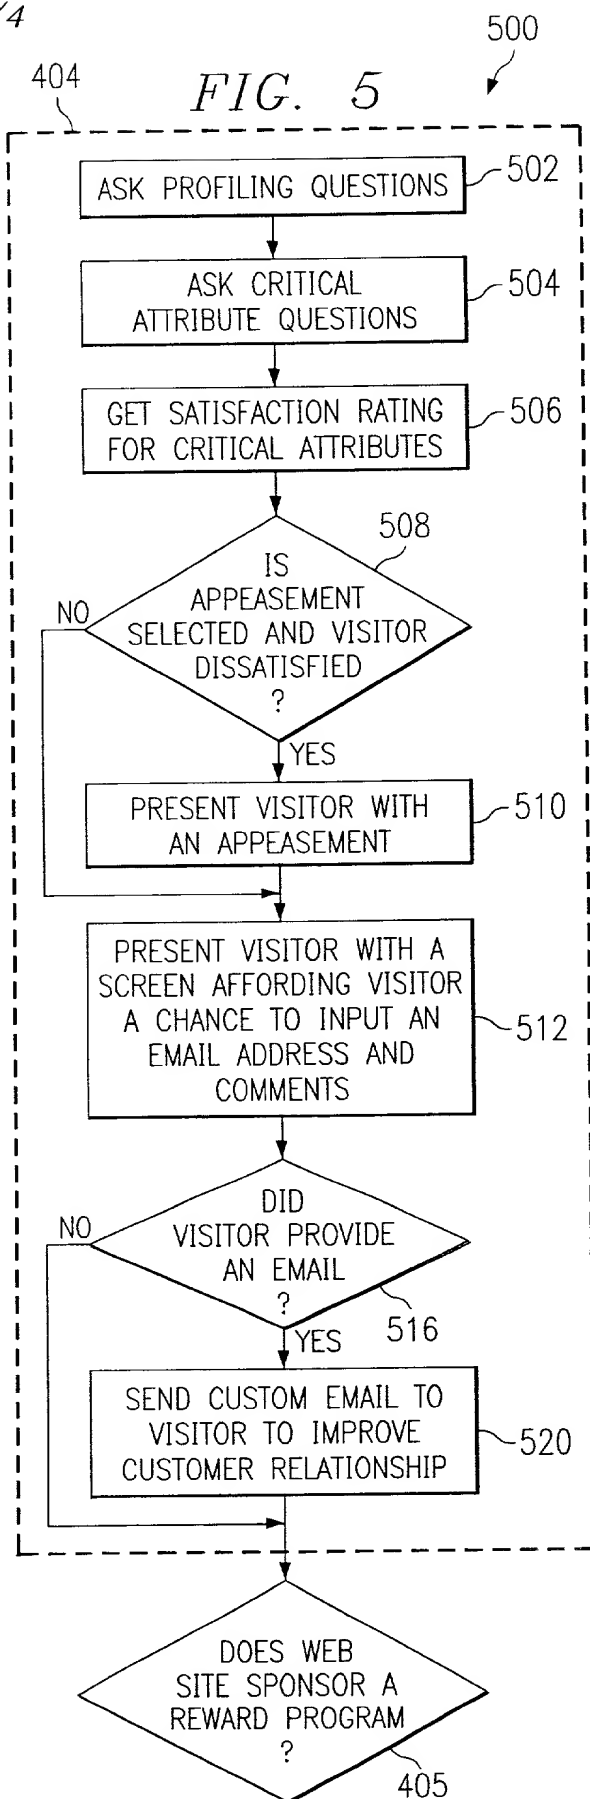 /4
500
404
FIG. 5
ASK PROFILING QUESTIONS
502
ASK CRITICAL
ATTRIBUTE QUESTIONS
504
GET SATISFACTION RATING
FOR CRITICAL ATTRIBUTES
506
508
IS
APPEASEMENT
SELECTED AND VISITOR
DISSATISFIED
?
NO
YES
PRESENT VISITOR WITH
AN APPEASEMENT
510
PRESENT VISITOR WITH A
SCREEN AFFORDING VISITOR
A CHANCE TO INPUT AN
EMAIL ADDRESS AND
COMMENTS
512
DID
VISITOR PROVIDE
AN EMAIL
?
NO
516
YES
SEND CUSTOM EMAIL TO
VISITOR TO IMPROVE
CUSTOMER RELATIONSHIP
520
DOES WEB
SITE SPONSOR A
REWARD PROGRAM
?
405